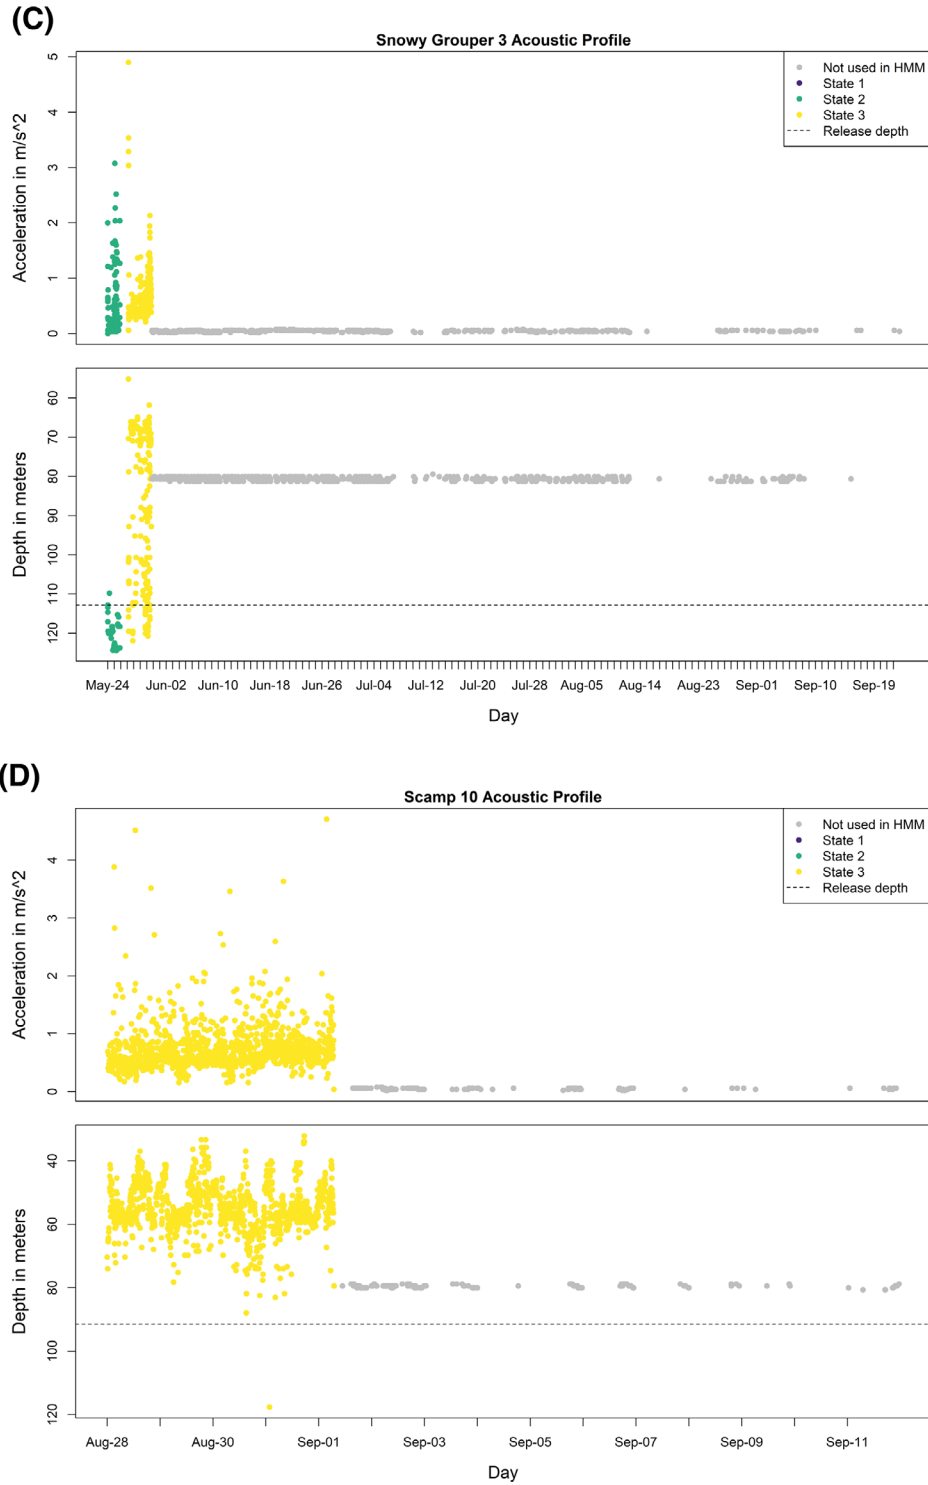 (C)
Snowy Grouper 3 Acoustic Profile
Acceleration in m/s^2
5
4
3
2
1
0
Not used in HMM
State 1
State 2
State 3
Release depth
Depth in meters
60
70
80
90
100
110
120
May-24 Jun-02 Jun-10 Jun-18 Jun-26 Jul-04 Jul-12 Jul-20 Jul-28 Aug-05 Aug-14 Aug-23 Sep-01 Sep-10 Sep-19
Day
(D)
Scamp 10 Acoustic Profile
Acceleration in m/s^2
4
3
2
1
0
Not used in HMM
State 1
State 2
State 3
Release depth
Depth in meters
40
60
80
100
120
Aug-28 Aug-30 Sep-01 Sep-03 Sep-05 Sep-07 Sep-09 Sep-11
Day